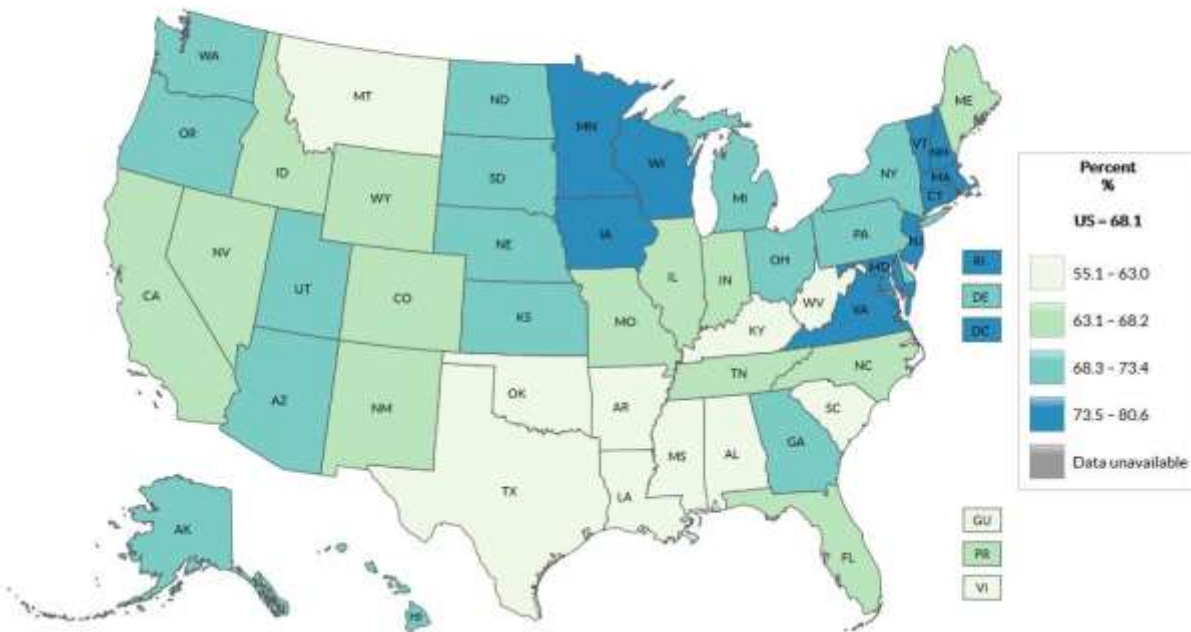 WA
MT
ND
MN
ME
OR
ID
SD
WI
MI
NY
VT
NH
MA
CT
WY
NE
IA
PA
NJ
NV
UT
CO
KS
IL
IN
OH
MD
CA
MO
WV
VA
KY
AZ
NM
OK
AR
TN
NC
SC
TX
LA
MS
AL
GA
FL
AK
HI
RI
DE
DC
GU
PR
VI
Percent
%
US = 68.1
55.1 – 63.0
63.1 – 68.2
68.3 – 73.4
73.5 – 80.6
Data unavailable